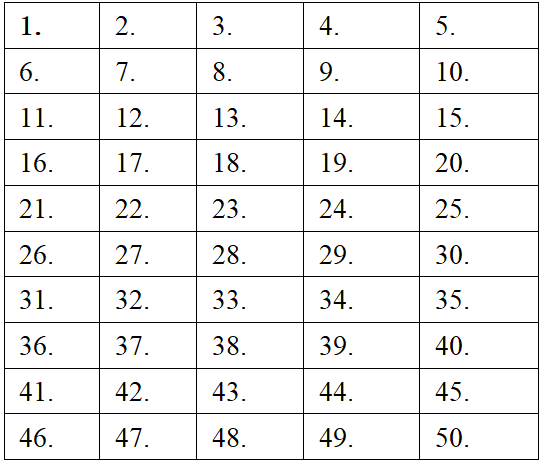 1. 2. 3. 4. 5.
6. 7. 8. 9. 10.
11. 12. 13. 14. 15.
16. 17. 18. 19. 20.
21. 22. 23. 24. 25.
26. 27. 28. 29. 30.
31. 32. 33. 34. 35.
36. 37. 38. 39. 40.
41. 42. 43. 44. 45.
46. 47. 48. 49. 50.